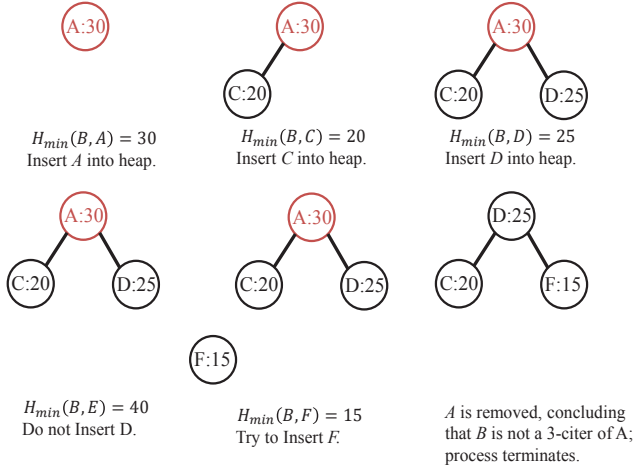 A:30
A:30
C:20
A:30
C:20
D:25
H_min(B,A) = 30
Insert A into heap.
H_min(B,C) = 20
Insert C into heap.
H_min(B,D) = 25
Insert D into heap.
A:30
C:20
D:25
A:30
C:20
D:25
F:15
D:25
C:20
F:15
H_min(B,E) = 40
Do not Insert D.
H_min(B,F) = 15
Try to Insert F.
A is removed, concluding
that B is not a 3-citer of A;
process terminates.